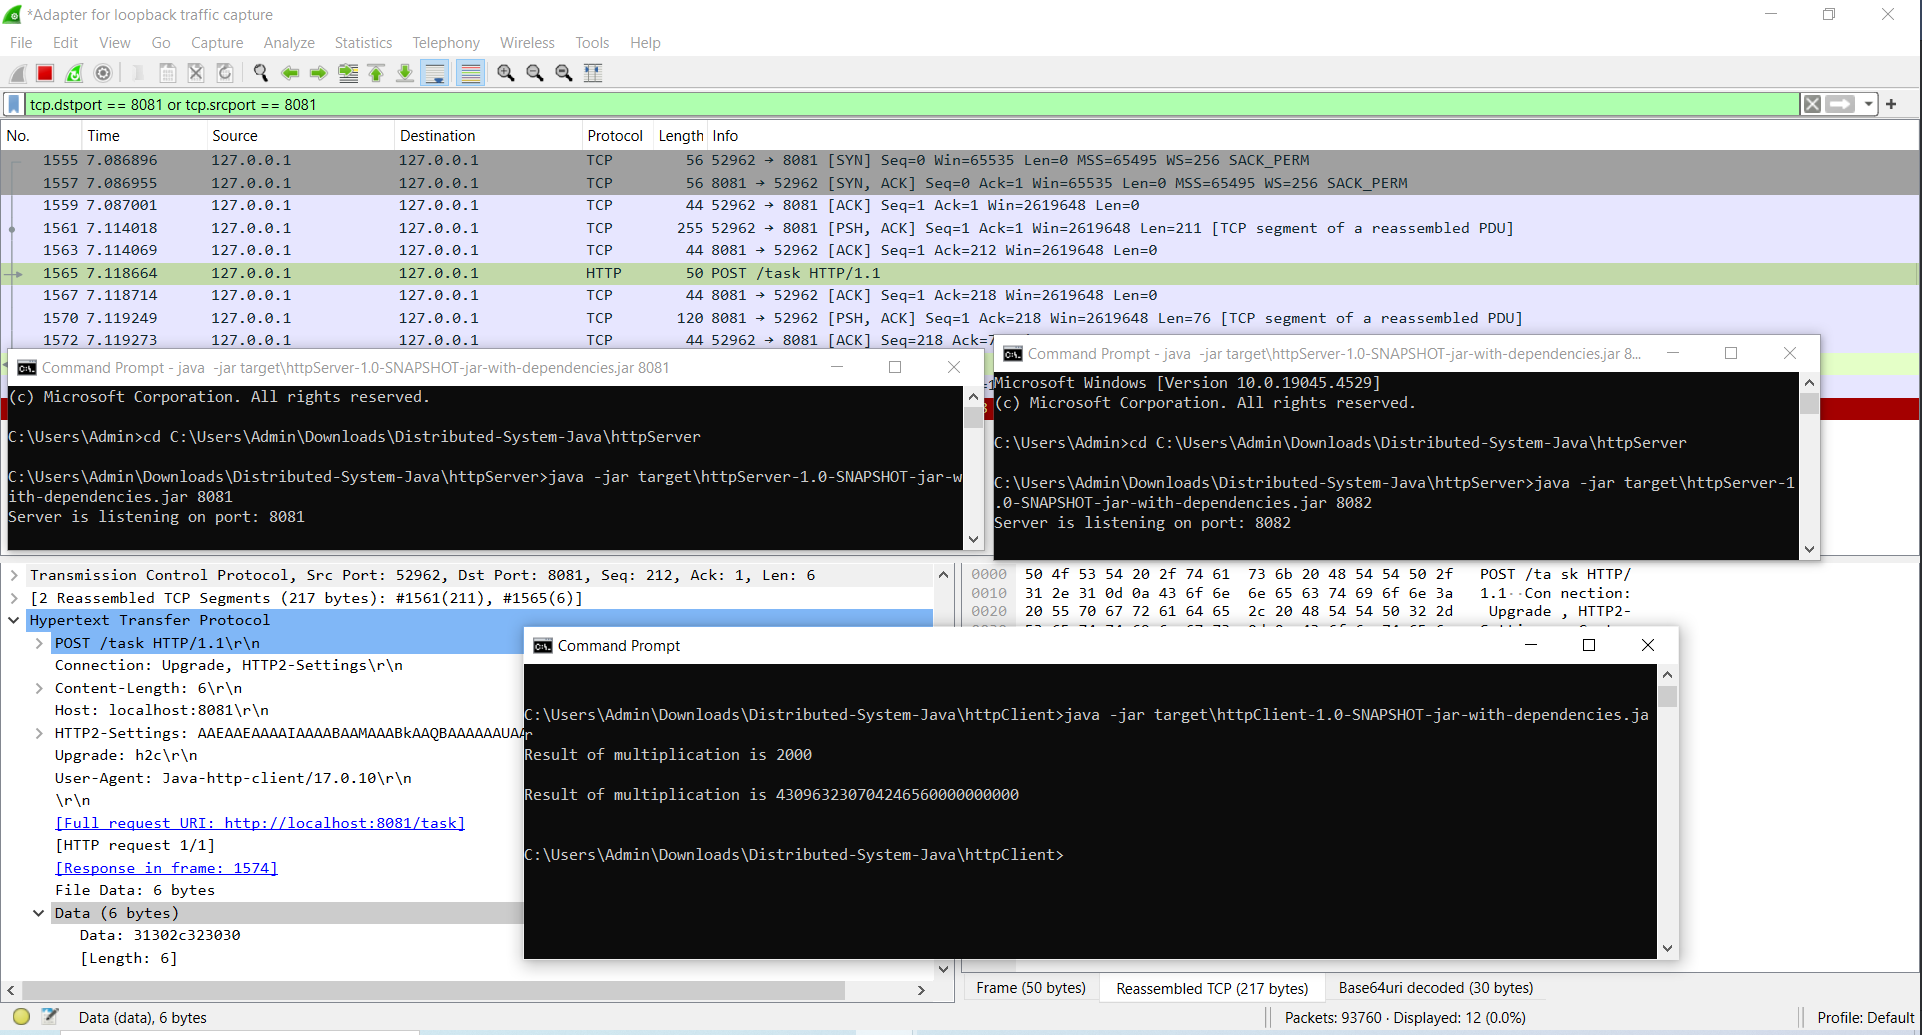 *Adapter for loopback traffic capture
File Edit View Go Capture Analyze Statistics Telephony Wireless Tools Help
tcp.dstport == 8081 or tcp.srcport == 8081
No. Time Source Destination Protocol Length Info
1555 7.086896 127.0.0.1 127.0.0.1 TCP 56 52962 → 8081 [SYN] Seq=0 Win=65535 Len=0 MSS=65495 WS=256 SACK_PERM
1557 7.086955 127.0.0.1 127.0.0.1 TCP 56 8081 → 52962 [SYN, ACK] Seq=0 Ack=1 Win=65535 Len=0 MSS=65495 WS=256 SACK_PERM
1559 7.087001 127.0.0.1 127.0.0.1 TCP 44 52962 → 8081 [ACK] Seq=1 Ack=1 Win=2619648 Len=0
1561 7.114018 127.0.0.1 127.0.0.1 TCP 255 52962 → 8081 [PSH, ACK] Seq=1 Ack=1 Win=2619648 Len=211 [TCP segment of a reassembled PDU]
1563 7.114069 127.0.0.1 127.0.0.1 TCP 44 8081 → 52962 [ACK] Seq=1 Ack=212 Win=2619648 Len=0
1565 7.118664 127.0.0.1 127.0.0.1 HTTP 50 POST /task HTTP/1.1
1567 7.118714 127.0.0.1 127.0.0.1 TCP 44 8081 → 52962 [ACK] Seq=1 Ack=218 Win=2619648 Len=0
1570 7.119249 127.0.0.1 127.0.0.1 TCP 120 8081 → 52962 [PSH, ACK] Seq=1 Ack=218 Win=2619648 Len=76 [TCP segment of a reassembled PDU]
1572 7.119273 127.0.0.1 127.0.0.1 TCP 44 52962 → 8081 [ACK] Seq=218 Ack=7
Command Prompt - java -jar target\httpServer-1.0-SNAPSHOT-jar-with-dependencies.jar 8081
(c) Microsoft Corporation. All rights reserved.
C:\Users\Admin>cd C:\Users\Admin\Downloads\Distributed-System-Java\httpServer
C:\Users\Admin\Downloads\Distributed-System-Java\httpServer>java -jar target\httpServer-1.0-SNAPSHOT-jar-w
ith-dependencies.jar 8081
Server is listening on port: 8081
Command Prompt - java -jar target\httpServer-1.0-SNAPSHOT-jar-with-dependencies.jar 8...
Microsoft Windows [Version 10.0.19045.4529]
(c) Microsoft Corporation. All rights reserved.
C:\Users\Admin>cd C:\Users\Admin\Downloads\Distributed-System-Java\httpServer
C:\Users\Admin\Downloads\Distributed-System-Java\httpServer>java -jar target\httpServer-1
.0-SNAPSHOT-jar-with-dependencies.jar 8082
Server is listening on port: 8082
Transmission Control Protocol, Src Port: 52962, Dst Port: 8081, Seq: 212, Ack: 1, Len: 6
[2 Reassembled TCP Segments (217 bytes): #1561(211), #1565(6)]
Hypertext Transfer Protocol
POST /task HTTP/1.1\r\n
Connection: Upgrade, HTTP2-Settings\r\n
Content-Length: 6\r\n
Host: localhost:8081\r\n
HTTP2-Settings: AAEAAEAAAAIAAAABAAMAAABkAAQBAAAAAAUAA
Upgrade: h2c\r\n
User-Agent: Java-http-client/17.0.10\r\n
\r\n
[Full request URI: http://localhost:8081/task]
[HTTP request 1/1]
[Response in frame: 1574]
File Data: 6 bytes
Data (6 bytes)
Data: 31302c323030
[Length: 6]
0000 50 4f 53 54 20 2f 74 61 73 6b 20 48 54 54 50 2f POST /ta sk HTTP/
0010 31 2e 31 0d 0a 43 6f 6e 6e 65 63 74 69 6f 6e 3a 1.1··Con nection:
0020 20 55 70 67 72 61 64 65 2c 20 48 54 54 50 32 2d Upgrade , HTTP2-
Command Prompt
C:\Users\Admin\Downloads\Distributed-System-Java\httpClient>java -jar target\httpClient-1.0-SNAPSHOT-jar-with-dependencies.ja
r
Result of multiplication is 2000
Result of multiplication is 430963230704246560000000000
C:\Users\Admin\Downloads\Distributed-System-Java\httpClient>
Frame (50 bytes) Reassembled TCP (217 bytes) Base64uri decoded (30 bytes)
Data (data), 6 bytes
Packets: 93760 · Displayed: 12 (0.0%)
Profile: Default